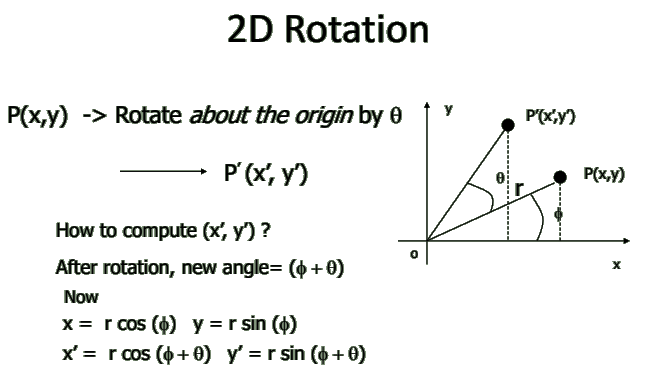 2D Rotation
P(x,y) -> Rotate about the origin by θ
P′ (x′, y′)
How to compute (x′, y′) ?
After rotation, new angle= (ϕ + θ)
Now
x = r cos (ϕ) y = r sin (ϕ)
x′ = r cos (ϕ + θ) y′ = r sin (ϕ + θ)
y
P′(x′,y′)
θ
r
P(x,y)
ϕ
o
x